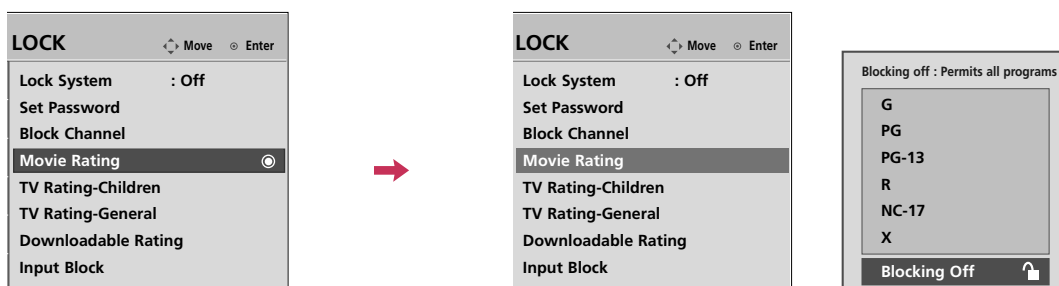 LOCK Move Enter
Lock System : Off
Set Password
Block Channel
Movie Rating
TV Rating-Children
TV Rating-General
Downloadable Rating
Input Block
LOCK Move Enter
Lock System : Off
Set Password
Block Channel
Movie Rating
TV Rating-Children
TV Rating-General
Downloadable Rating
Input Block
Blocking off : Permits all programs
G
PG
PG-13
R
NC-17
X
Blocking Off